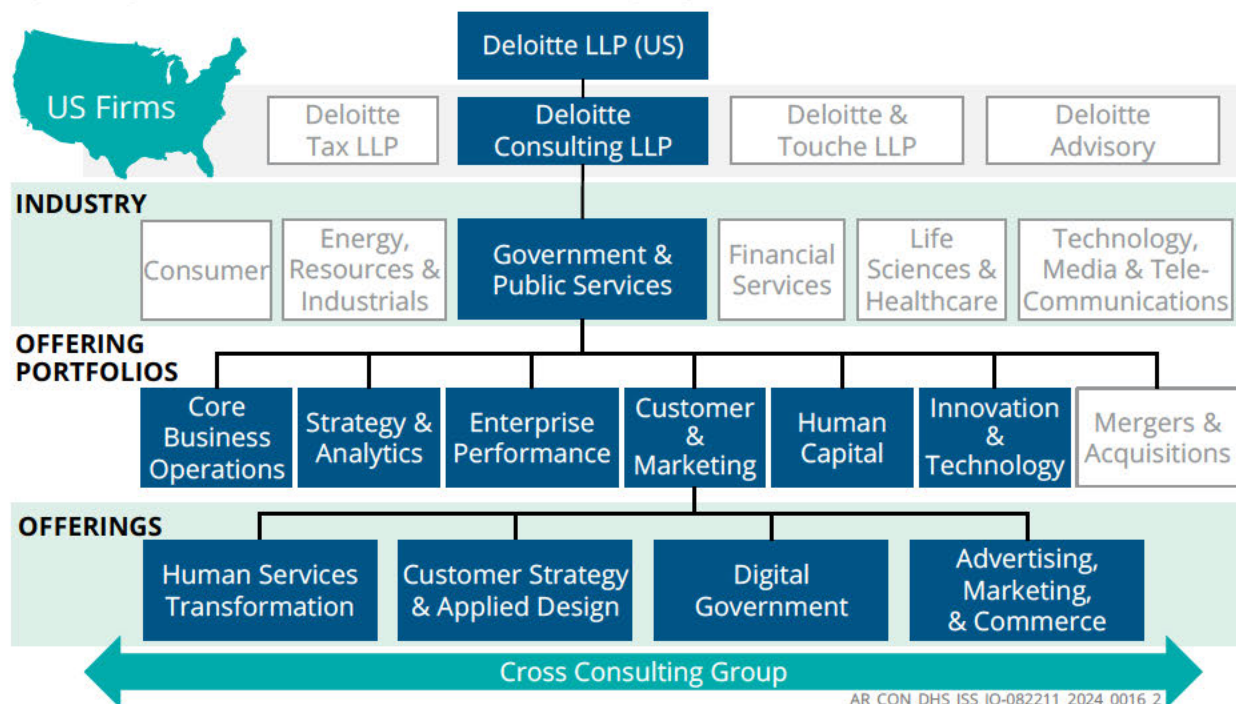 Deloitte LLP (US)
US Firms
Deloitte
Tax LLP
Deloitte
Consulting LLP
Deloitte &
Touche LLP
Deloitte
Advisory
INDUSTRY
Consumer
Energy,
Resources &
Industrials
Government &
Public Services
Financial
Services
Life
Sciences &
Healthcare
Technology,
Media & Tele-
Communications
OFFERING
PORTFOLIOS
Core
Business
Operations
Strategy &
Analytics
Enterprise
Performance
Customer
&
Marketing
Human
Capital
Innovation
&
Technology
Mergers &
Acquisitions
OFFERINGS
Human Services
Transformation
Customer Strategy
& Applied Design
Digital
Government
Advertising,
Marketing,
& Commerce
Cross Consulting Group
AR_CON_DHS_ISS_IO-082211_2024_0016_2